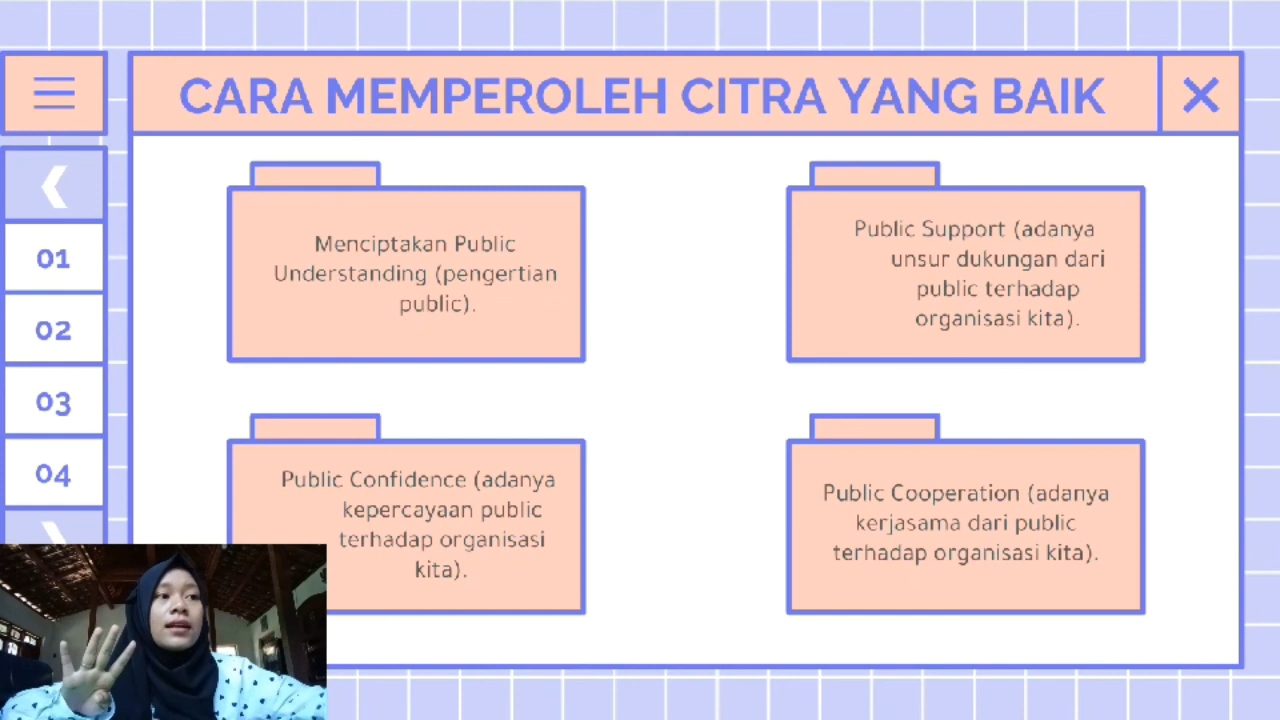 CARA MEMPEROLEH CITRA YANG BAIK
01
02
03
04
Menciptakan Public
Understanding (pengertian
public).
Public Support (adanya
unsur dukungan dari
public terhadap
organisasi kita).
Public Confidence (adanya
kepercayaan public
terhadap organisasi
kita).
Public Cooperation (adanya
kerjasama dari public
terhadap organisasi kita).